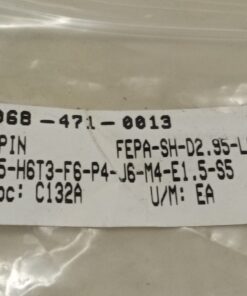 068-471-0013
PIN FEPA-SH-D2.95-L
5-H6T3-F6-P4-J6-M4-E1.5-S5
oc: C132A U/M: EA